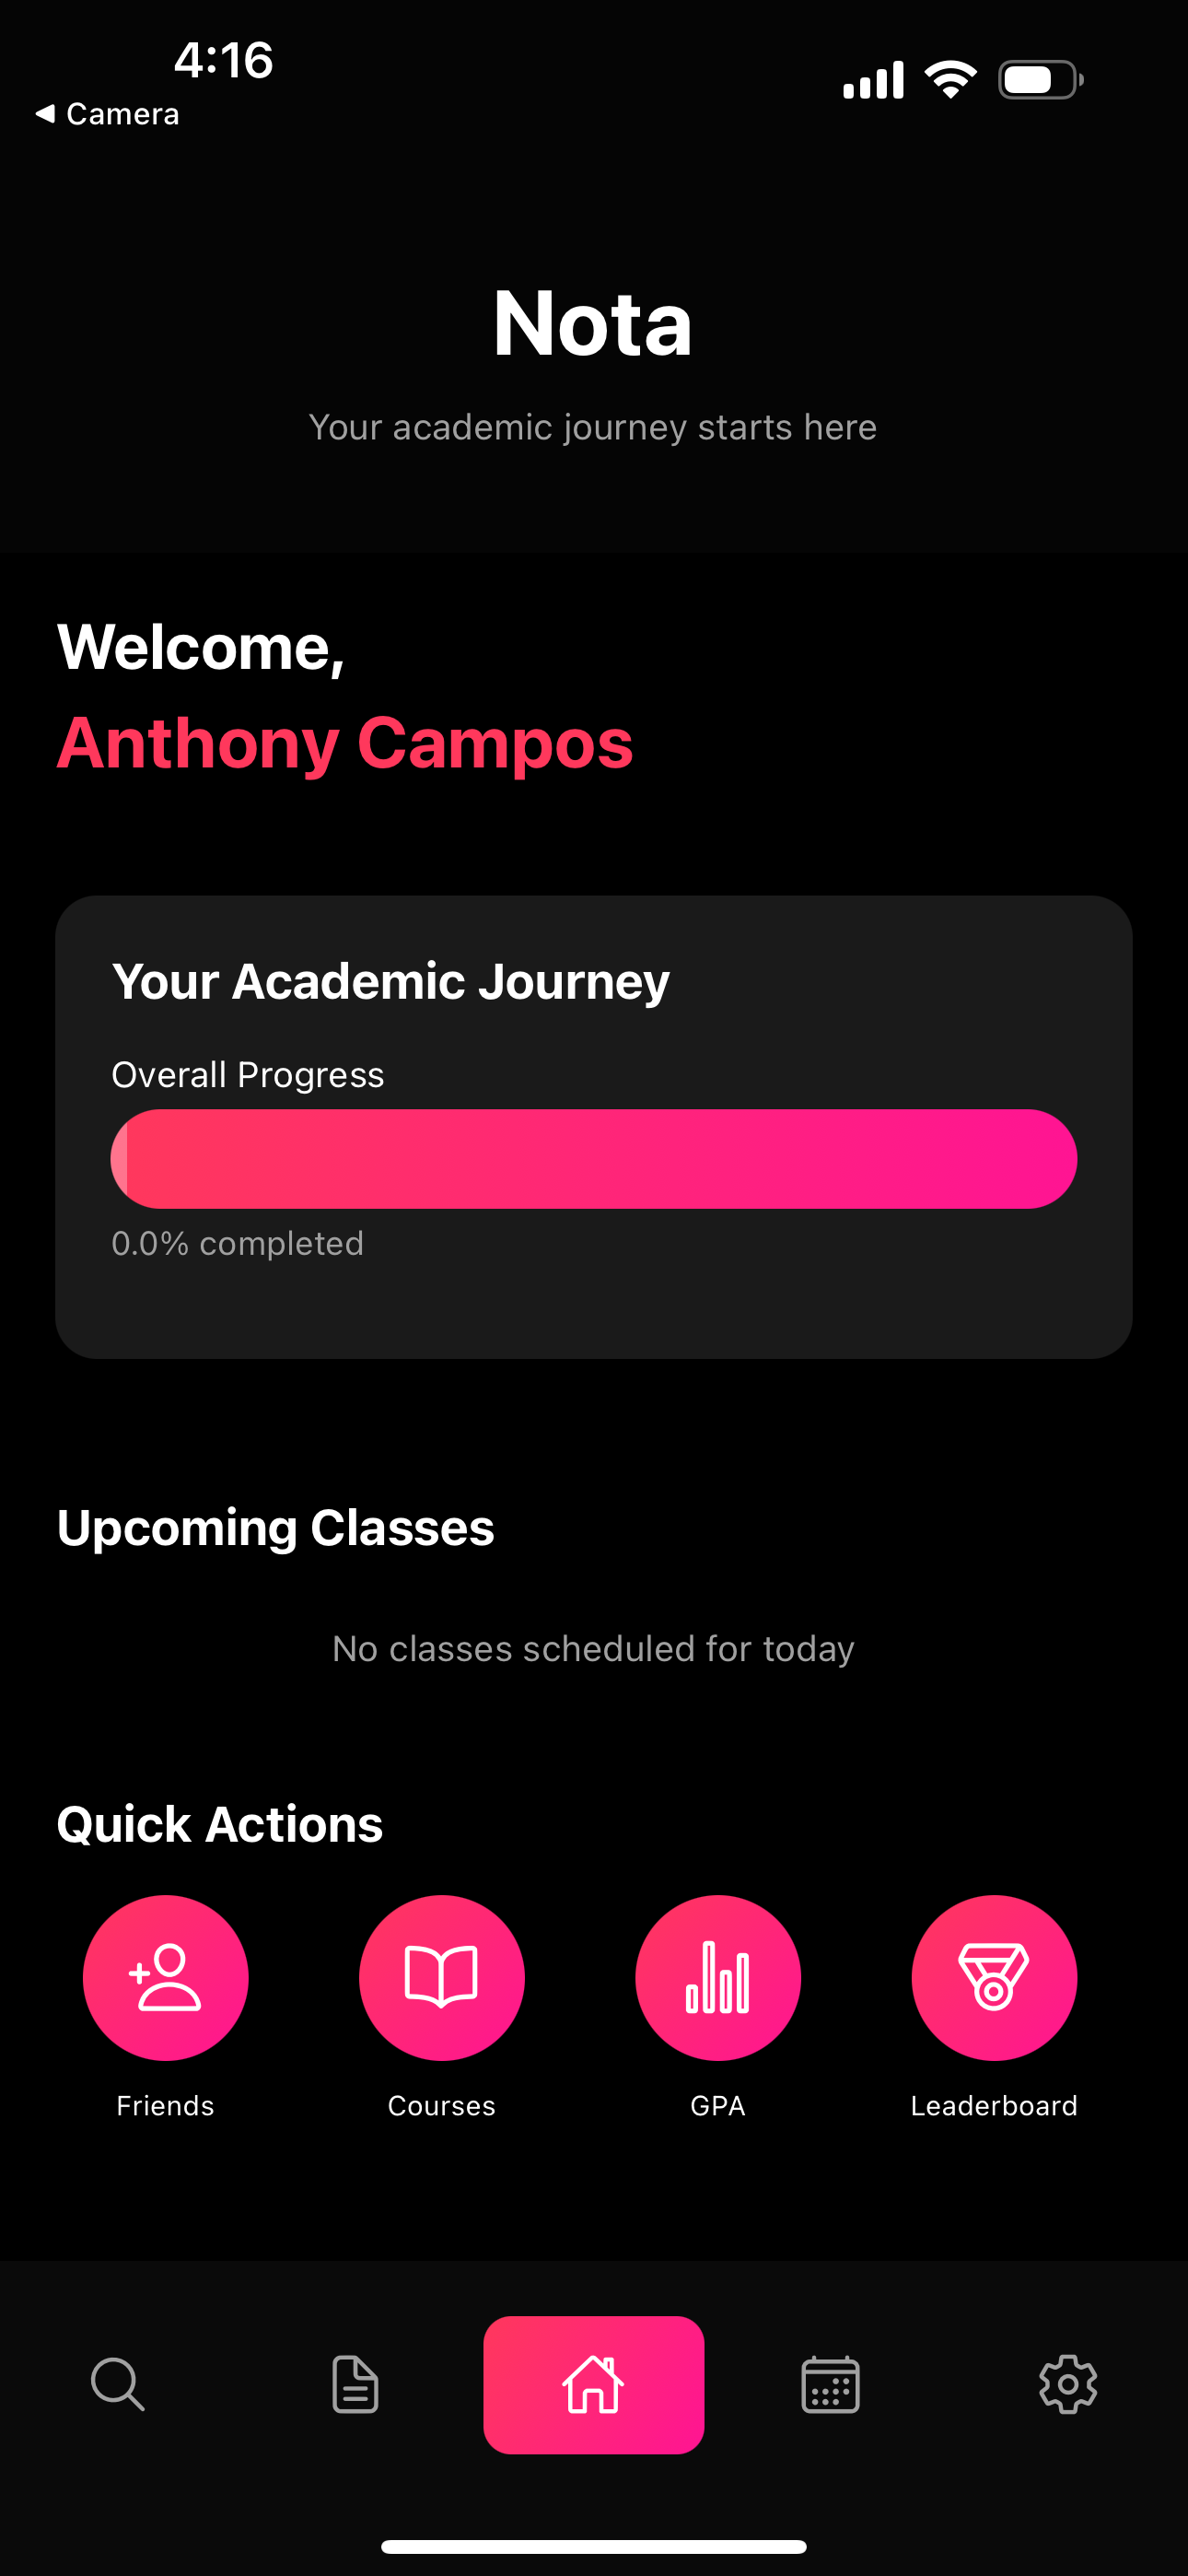 4:16
◀ Camera
Nota
Your academic journey starts here
Welcome,
Anthony Campos
Your Academic Journey
Overall Progress
0.0% completed
Upcoming Classes
No classes scheduled for today
Quick Actions
Friends Courses GPA Leaderboard